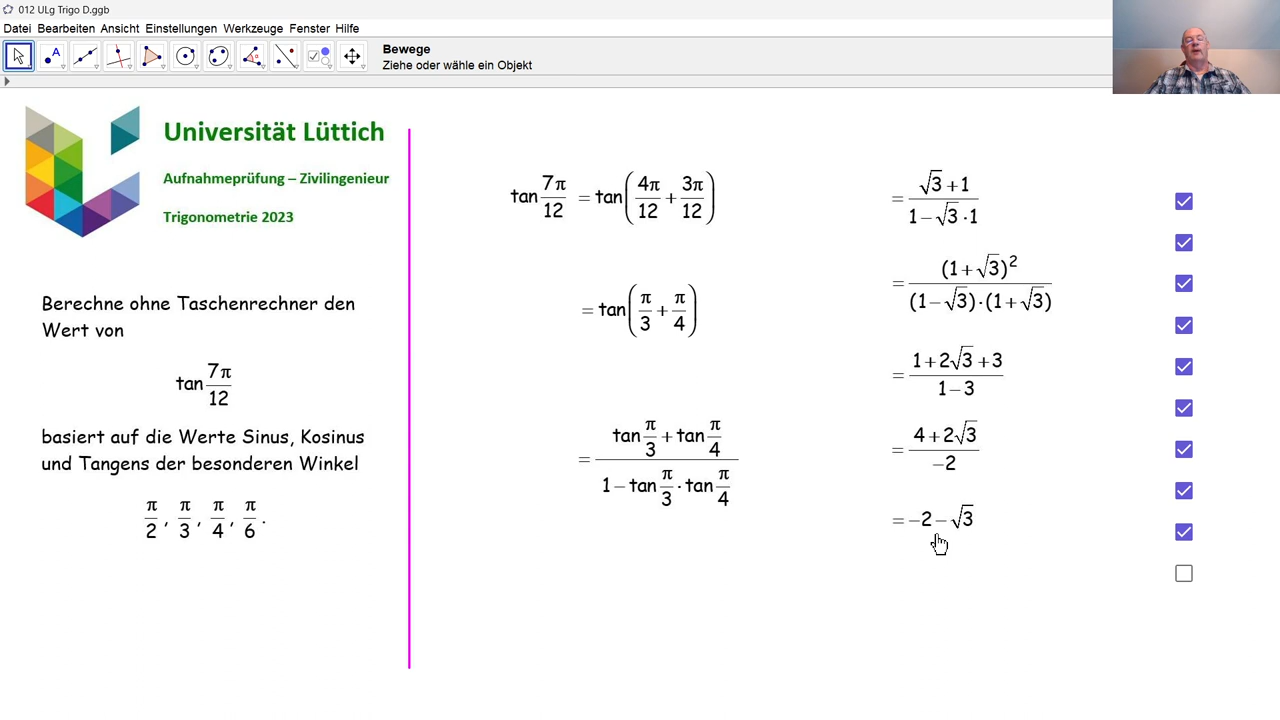 012 ULg Trigo D.ggb
Datei Bearbeiten Ansicht Einstellungen Werkzeuge Fenster Hilfe
Bewege
Ziehe oder wähle ein Objekt
Universität Lüttich
Aufnahmeprüfung – Zivilingenieur
Trigonometrie 2023
Berechne ohne Taschenrechner den
Wert von
tan 7π/12
basiert auf die Werte Sinus, Kosinus
und Tangens der besonderen Winkel
π/2, π/3, π/4, π/6.
tan 7π/12 = tan(4π/12 + 3π/12)
= tan(π/3 + π/4)
= (tan π/3 + tan π/4)/(1 − tan π/3 · tan π/4)
= (√3 + 1)/(1 − √3 · 1)
= (1 + √3)²/((1 − √3) · (1 + √3))
= (1 + 2√3 + 3)/(1 − 3)
= (4 + 2√3)/(−2)
= −2 − √3